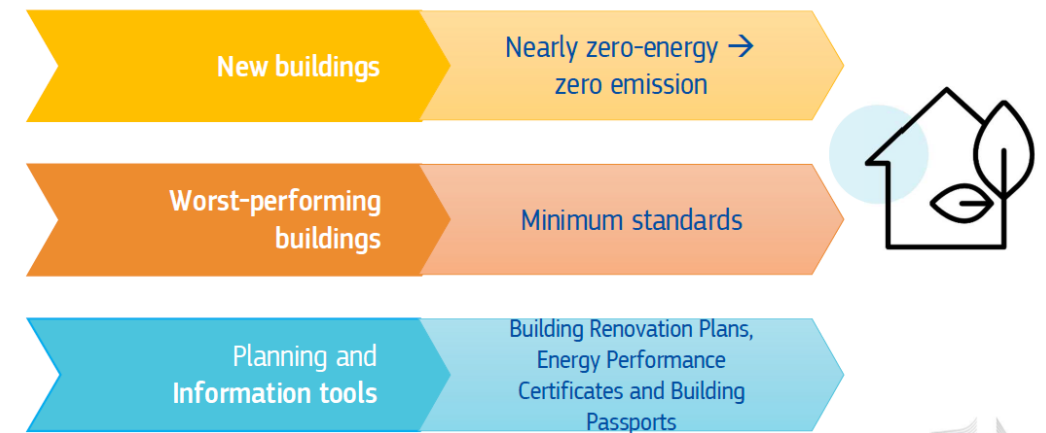 New buildings
Nearly zero-energy →
zero emission
Worst-performing
buildings
Minimum standards
Planning and
Information tools
Building Renovation Plans,
Energy Performance
Certificates and Building
Passports